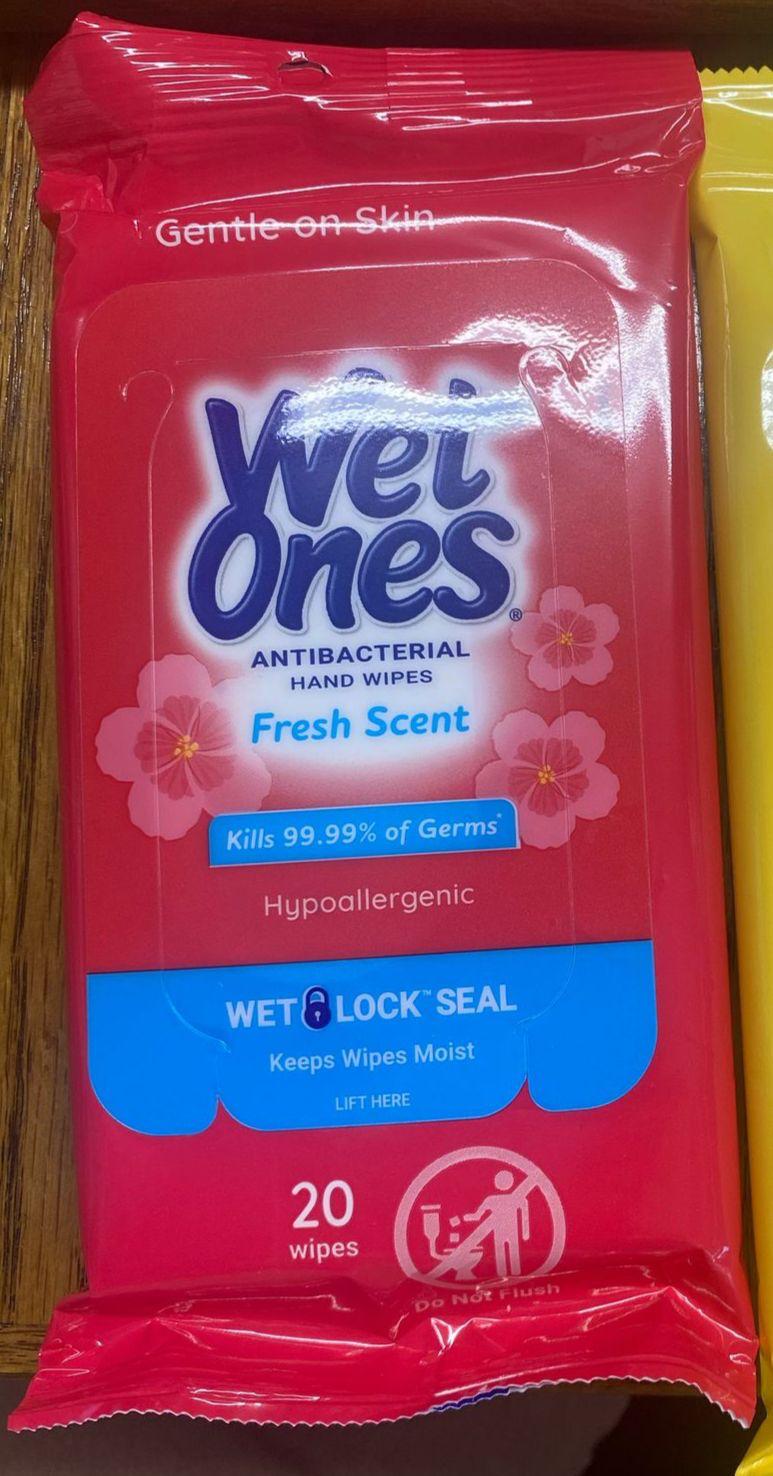 Gentle on Skin
Wet
Ones®
ANTIBACTERIAL
HAND WIPES
Fresh Scent
Kills 99.99% of Germs*
Hypoallergenic
WET LOCK™ SEAL
Keeps Wipes Moist
LIFT HERE
20
wipes
Do Not Flush